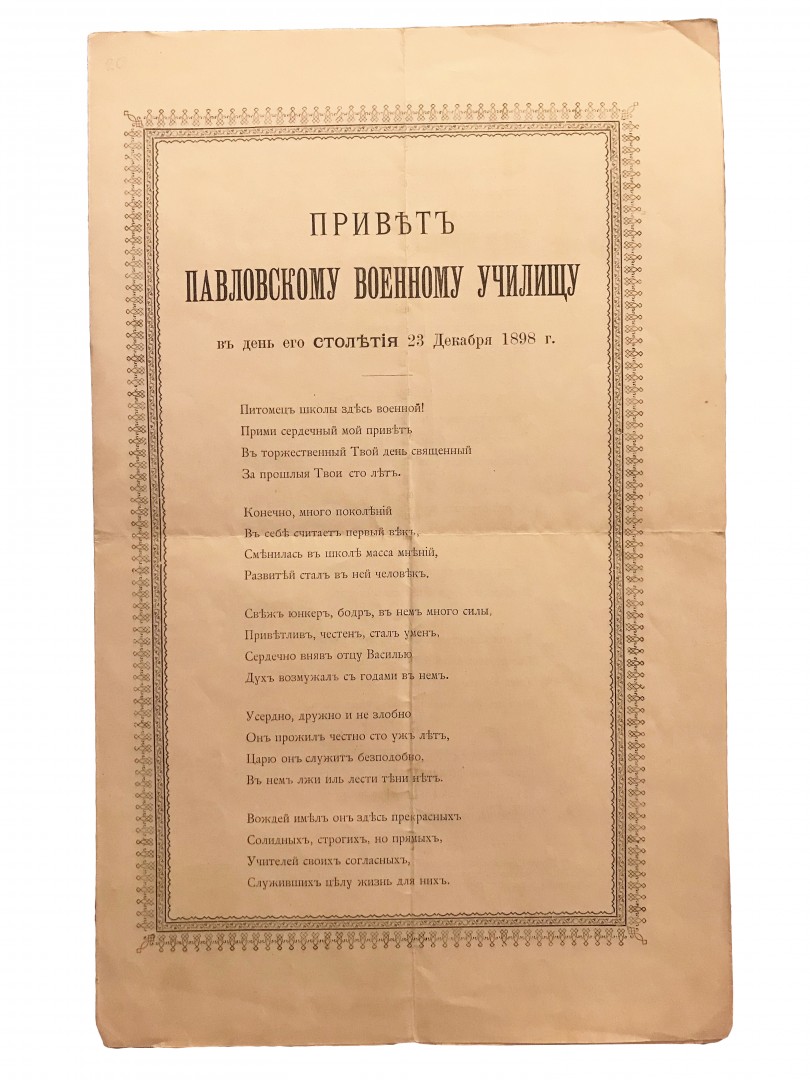 ПРИВѢТЪ
ПАВЛОВСКОМУ ВОЕННОМУ УЧИЛИЩУ
въ день его СТОЛѢТІЯ 23 Декабря 1898 г.
Питомецъ школы здѣсь военной!
Прими сердечный мой привѣтъ
Въ торжественный Твой день священный
За прошлыя Твои сто лѣтъ.
Конечно, много поколѣній
Въ себѣ считаетъ первый вѣкъ,
Смѣнилась въ школѣ масса мнѣній,
Развитѣй сталъ въ ней человѣкъ.
Свѣжъ юнкеръ, бодръ, въ немъ много силы,
Привѣтливъ, честенъ, сталъ уменъ,
Сердечно внявъ отцу Василью
Духъ возмужалъ съ годами въ немъ.
Усердно, дружно и не злобно
Онъ прожилъ честно сто ужъ лѣтъ,
Царю онъ служитъ безподобно,
Въ немъ лжи иль лести тѣни нѣтъ.
Вождей имѣлъ онъ здѣсь прекрасныхъ
Солидныхъ, строгихъ, но прямыхъ,
Учителей своихъ согласныхъ,
Служившихъ цѣлу жизнь для нихъ.